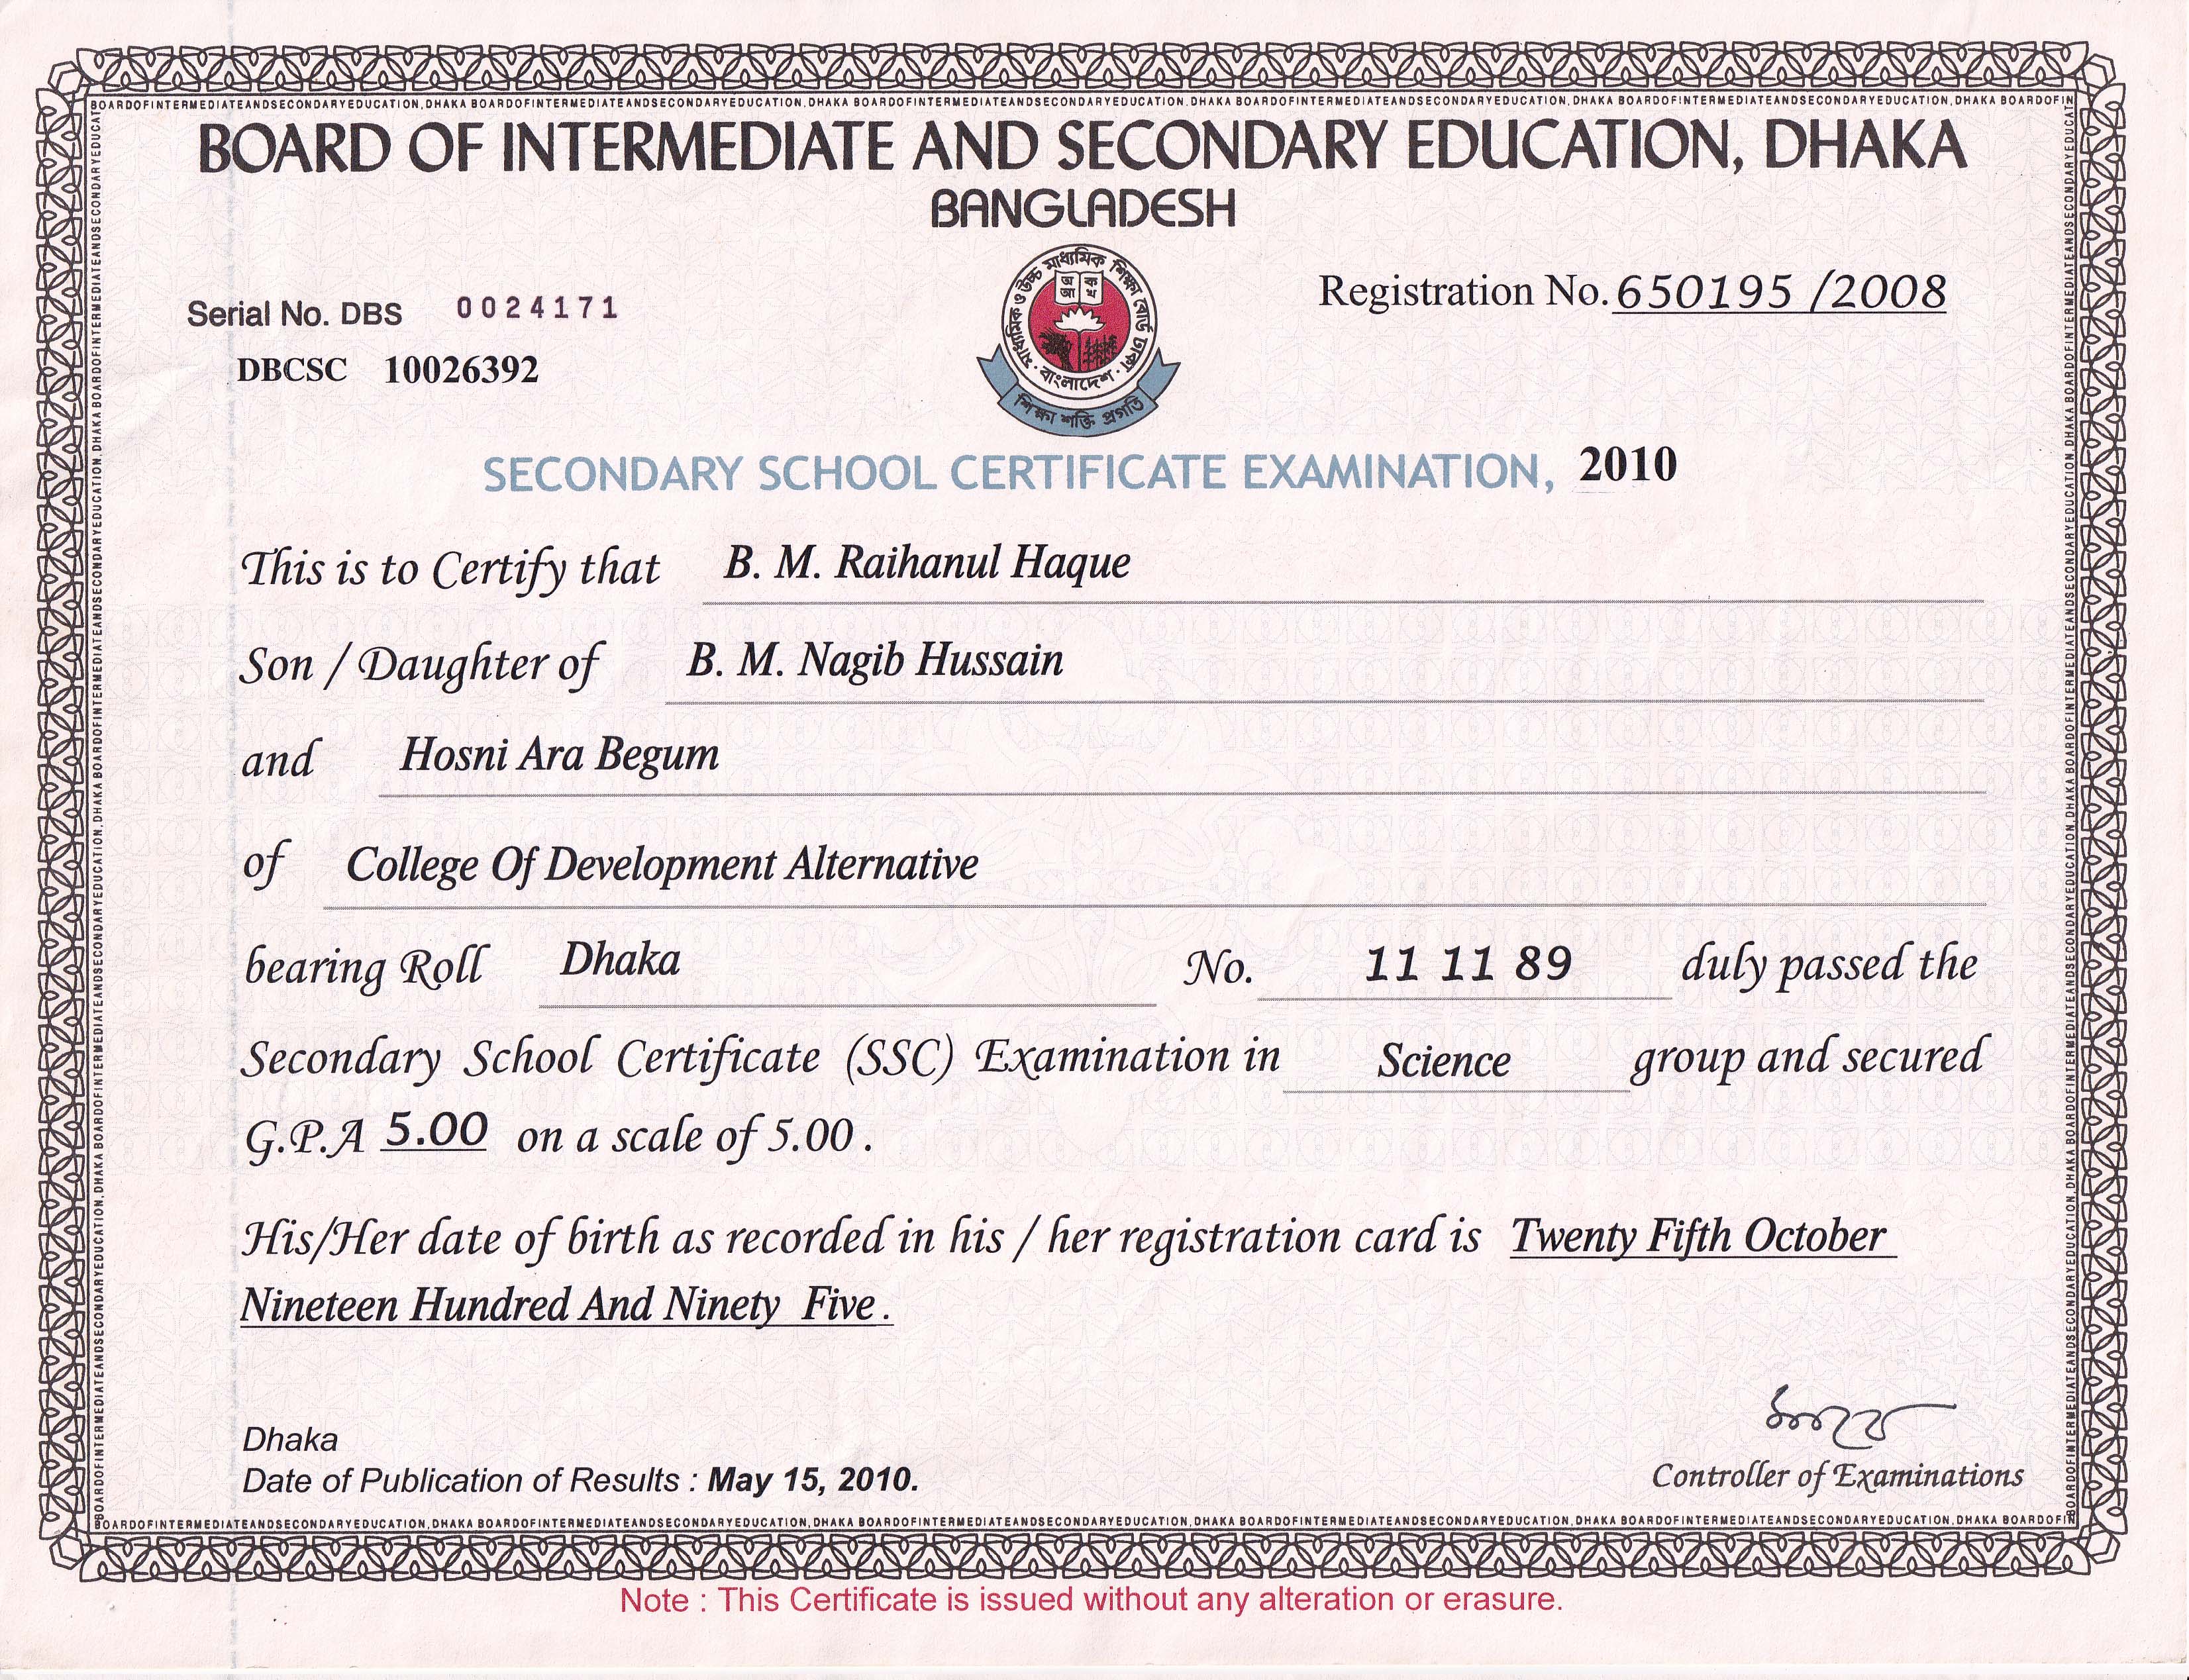 BOARDOFINTERMEDIATEANDSECONDARYEDUCATION,DHAKA BOARDOFINTERMEDIATEANDSECONDARYEDUCATION,DHAKA BOARDOFINTERMEDIATEANDSECONDARYEDUCATION,DHAKA BOARDOFINTERMEDIATEANDSECONDARYEDUCATION,DHAKA BOARDOFINTERMEDIATEANDSECONDARYEDUCATION,DHAKA BOARDOFIN
BOARD OF INTERMEDIATE AND SECONDARY EDUCATION, DHAKA
BANGLADESH
মাধ্যমিক ও উচ্চ মাধ্যমিক শিক্ষা বোর্ড ঢাকা
অ ক
আ খ
· বাংলাদেশ ·
শিক্ষা শক্তি প্রগতি
Serial No. DBS 0024171
Registration No. 650195 /2008
DBCSC 10026392
SECONDARY SCHOOL CERTIFICATE EXAMINATION, 2010
This is to Certify that B. M. Raihanul Haque
Son / Daughter of B. M. Nagib Hussain
and Hosni Ara Begum
of College Of Development Alternative
bearing Roll Dhaka No. 11 11 89 duly passed the
Secondary School Certificate (SSC) Examination in Science group and secured
G.P.A 5.00 on a scale of 5.00 .
His/Her date of birth as recorded in his / her registration card is Twenty Fifth October
Nineteen Hundred And Ninety Five .
Dhaka
Date of Publication of Results : May 15, 2010.
Controller of Examinations
BOARDOFINTERMEDIATEANDSECONDARYEDUCATION,DHAKA BOARDOFINTERMEDIATEANDSECONDARYEDUCATION,DHAKA BOARDOFINTERMEDIATEANDSECONDARYEDUCATION,DHAKA BOARDOFINTERMEDIATEANDSECONDARYEDUCATION,DHAKA BOARDOFINTERMEDIATEANDSECONDARYEDUCATION,DHAKA BOARDOFI
Note : This Certificate is issued without any alteration or erasure.